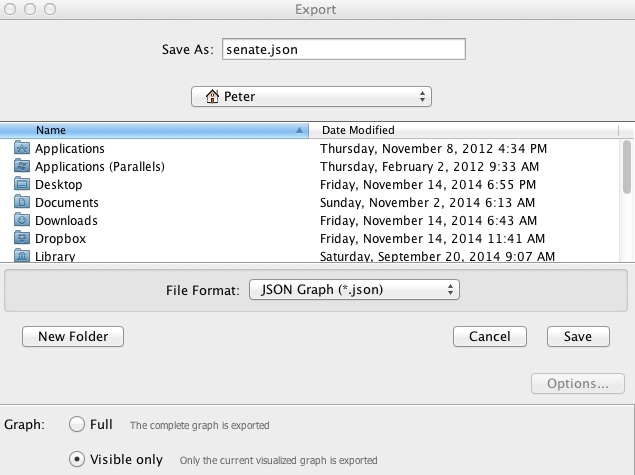 Export
Save As: senate.json
Peter
Name Date Modified
Applications Thursday, November 8, 2012 4:34 PM
Applications (Parallels) Thursday, February 2, 2012 9:33 AM
Desktop Friday, November 14, 2014 6:55 PM
Documents Sunday, November 2, 2014 6:13 AM
Downloads Friday, November 14, 2014 6:43 AM
Dropbox Friday, November 14, 2014 11:41 AM
Library Saturday, September 20, 2014 9:07 AM
File Format: JSON Graph (*.json)
New Folder Cancel Save
Options...
Graph: Full The complete graph is exported
Visible only Only the current visualized graph is exported